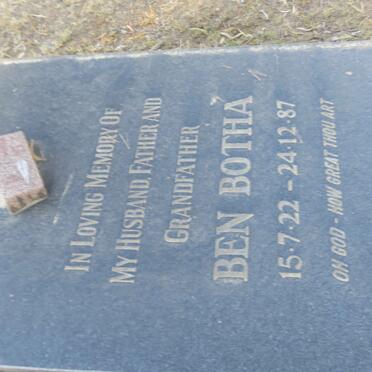 IN LOVING MEMORY OF
MY HUSBAND, FATHER AND
GRANDFATHER
BEN BOTHA
15·7·22 - 24·12·87
OH GOD - HOW GREAT THOU ART